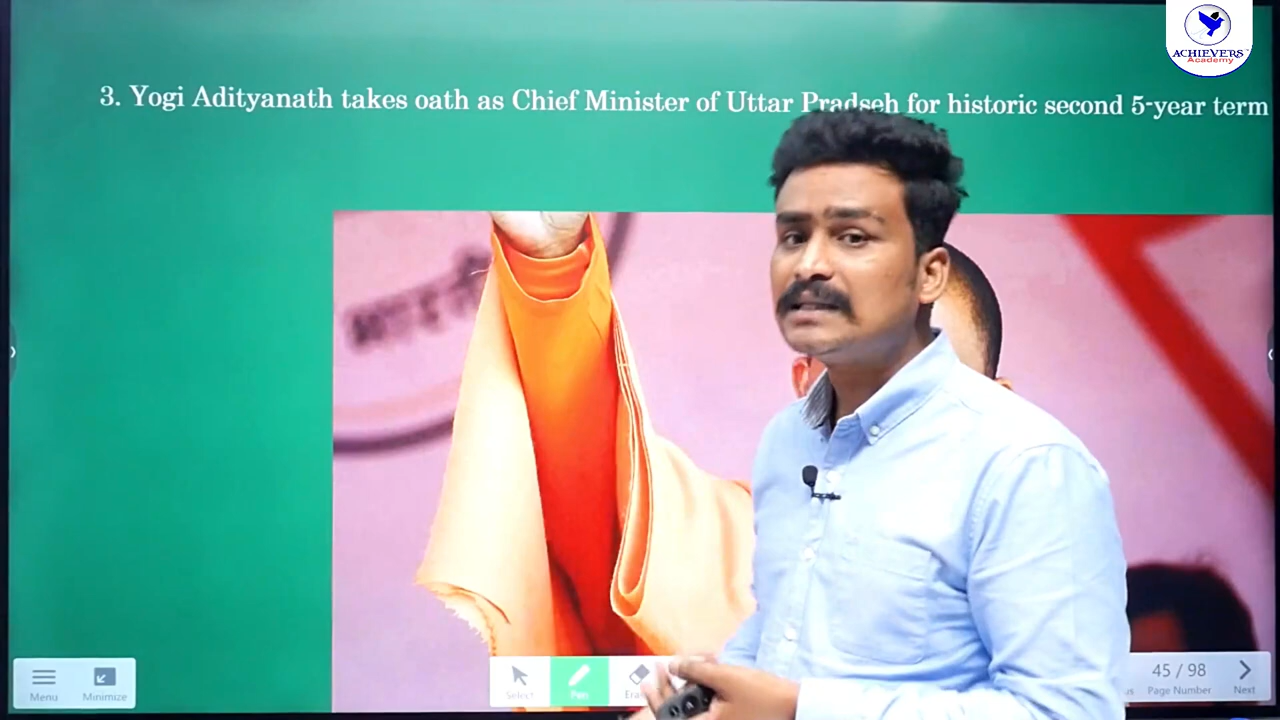 ACHIEVERS
Academy
3. Yogi Adityanath takes oath as Chief Minister of Uttar Pradseh for historic second 5-year term
Menu
Minimize
Select
Pen
45 / 98
Page Number
Next